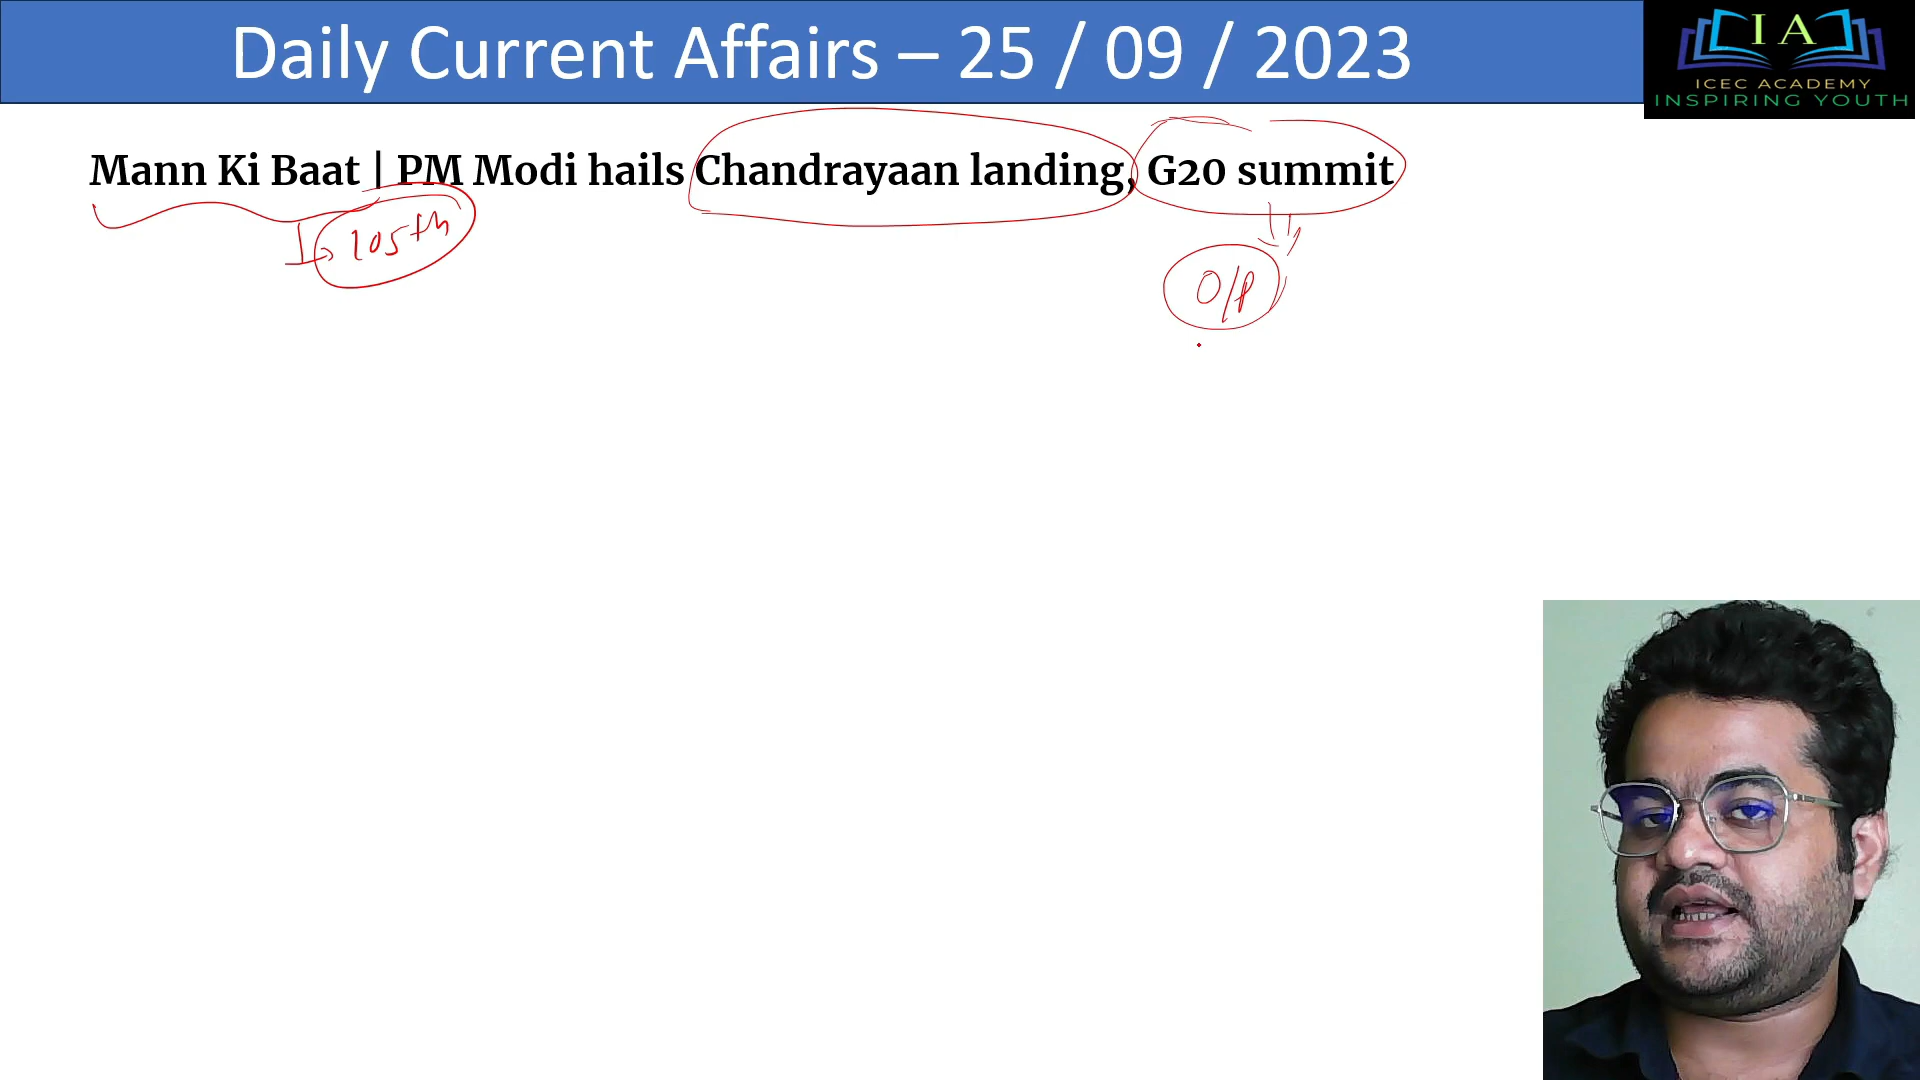 Daily Current Affairs – 25 / 09 / 2023
I A
ICEC ACADEMY
INSPIRING YOUTH
Mann Ki Baat | PM Modi hails Chandrayaan landing, G20 summit
105th
O/P